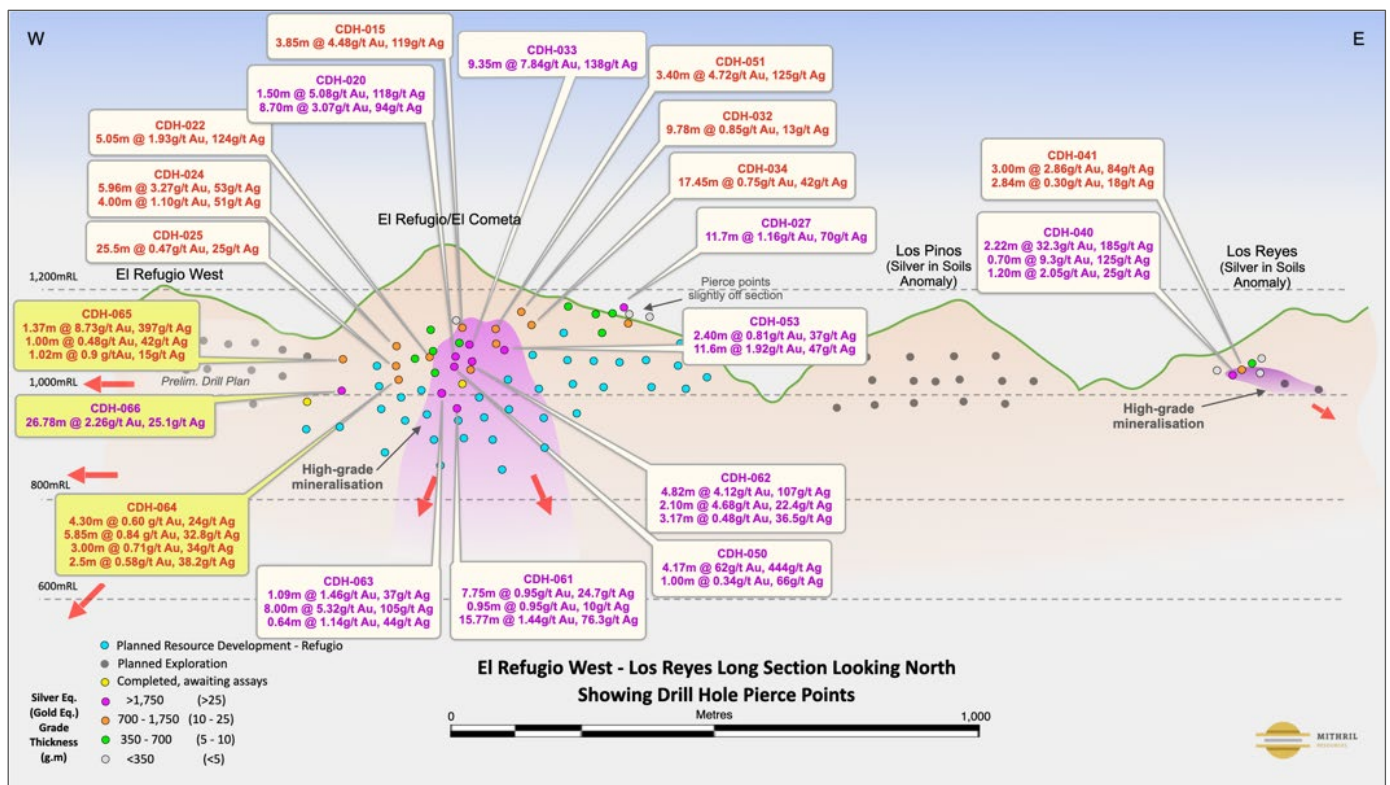 W
E
CDH-015
3.85m @ 4.48g/t Au, 119g/t Ag
CDH-033
9.35m @ 7.84g/t Au, 138g/t Ag
CDH-051
3.40m @ 4.72g/t Au, 125g/t Ag
CDH-020
1.50m @ 5.08g/t Au, 118g/t Ag
8.70m @ 3.07g/t Au, 94g/t Ag
CDH-032
9.78m @ 0.85g/t Au, 13g/t Ag
CDH-022
5.05m @ 1.93g/t Au, 124g/t Ag
CDH-034
17.45m @ 0.75g/t Au, 42g/t Ag
CDH-041
3.00m @ 2.86g/t Au, 84g/t Ag
2.84m @ 0.30g/t Au, 18g/t Ag
CDH-024
5.96m @ 3.27g/t Au, 53g/t Ag
4.00m @ 1.10g/t Au, 51g/t Ag
CDH-027
11.7m @ 1.16g/t Au, 70g/t Ag
CDH-040
2.22m @ 32.3g/t Au, 185g/t Ag
0.70m @ 9.3g/t Au, 125g/t Ag
1.20m @ 2.05g/t Au, 25g/t Ag
CDH-025
25.5m @ 0.47g/t Au, 25g/t Ag
El Refugio/El Cometa
Los Pinos
(Silver in Soils
Anomaly)
Los Reyes
(Silver in Soils
Anomaly)
1,200mRL
El Refugio West
Pierce points
slightly off section
CDH-065
1.37m @ 8.73g/t Au, 397g/t Ag
1.00m @ 0.48g/t Au, 42g/t Ag
1.02m @ 0.9 g/tAu, 15g/t Ag
CDH-053
2.40m @ 0.81g/t Au, 37g/t Ag
11.6m @ 1.92g/t Au, 47g/t Ag
1,000mRL
Prelim. Drill Plan
CDH-066
26.78m @ 2.26g/t Au, 25.1g/t Ag
High-grade
mineralisation
High-grade
mineralisation
800mRL
CDH-062
4.82m @ 4.12g/t Au, 107g/t Ag
2.10m @ 4.68g/t Au, 22.4g/t Ag
3.17m @ 0.48g/t Au, 36.5g/t Ag
CDH-064
4.30m @ 0.60 g/t Au, 24g/t Ag
5.85m @ 0.84 g/t Au, 32.8g/t Ag
3.00m @ 0.71g/t Au, 34g/t Ag
2.5m @ 0.58g/t Au, 38.2g/t Ag
CDH-050
4.17m @ 62g/t Au, 444g/t Ag
1.00m @ 0.34g/t Au, 66g/t Ag
600mRL
CDH-063
1.09m @ 1.46g/t Au, 37g/t Ag
8.00m @ 5.32g/t Au, 105g/t Ag
0.64m @ 1.14g/t Au, 44g/t Ag
CDH-061
7.75m @ 0.95g/t Au, 24.7g/t Ag
0.95m @ 0.95g/t Au, 10g/t Ag
15.77m @ 1.44g/t Au, 76.3g/t Ag
Planned Resource Development - Refugio
Planned Exploration
Completed, awaiting assays
Silver Eq.
(Gold Eq.)
Grade
Thickness
(g.m)
>1,750 (>25)
700 - 1,750 (10 - 25)
350 - 700 (5 - 10)
<350 (<5)
El Refugio West - Los Reyes Long Section Looking North
Showing Drill Hole Pierce Points
0 Metres 1,000
MITHRIL
RESOURCES